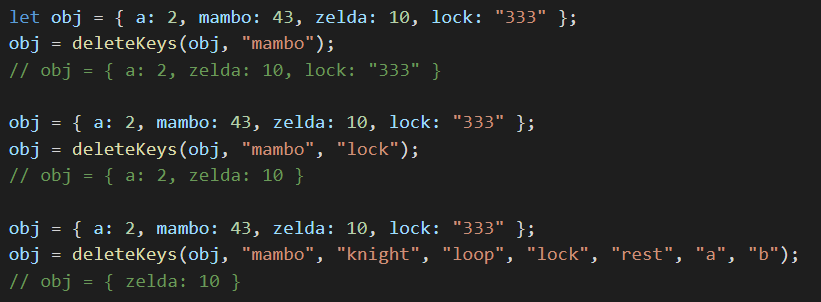 let obj = { a: 2, mambo: 43, zelda: 10, lock: "333" };
obj = deleteKeys(obj, "mambo");
// obj = { a: 2, zelda: 10, lock: "333" }
obj = { a: 2, mambo: 43, zelda: 10, lock: "333" };
obj = deleteKeys(obj, "mambo", "lock");
// obj = { a: 2, zelda: 10 }
obj = { a: 2, mambo: 43, zelda: 10, lock: "333" };
obj = deleteKeys(obj, "mambo", "knight", "loop", "lock", "rest", "a", "b");
// obj = { zelda: 10 }